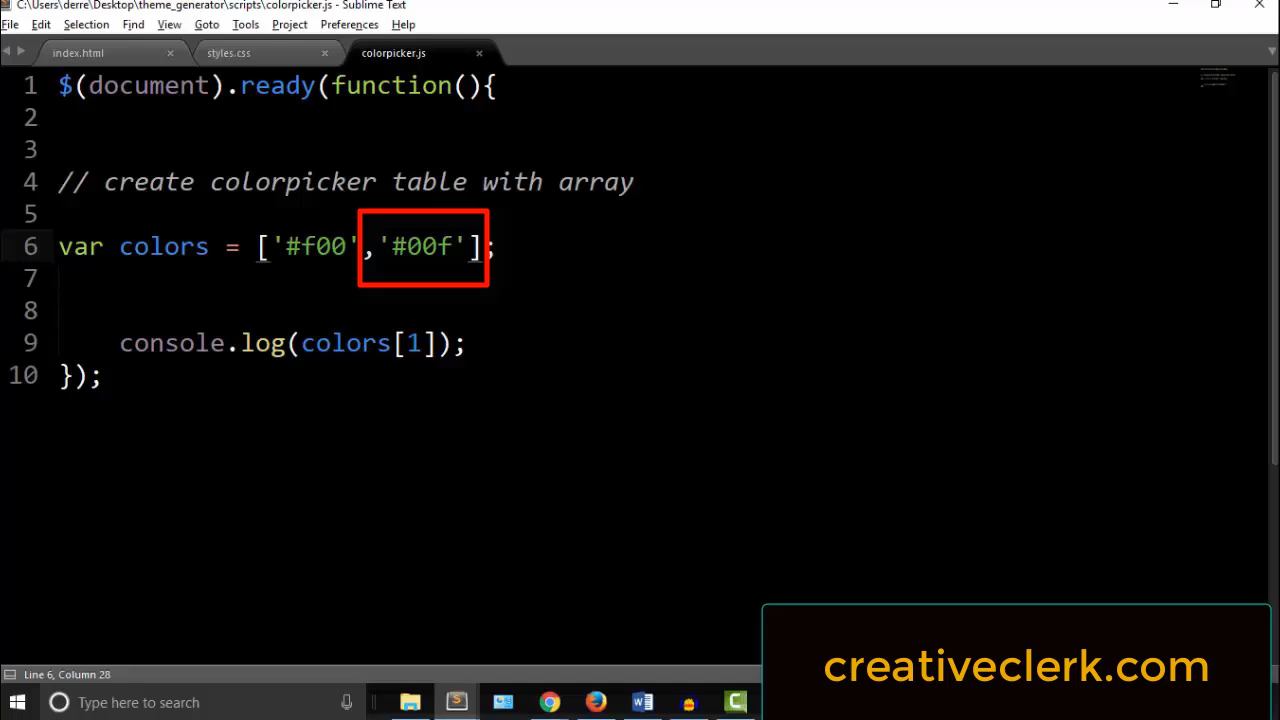 C:\Users\derre\Desktop\theme_generator\scripts\colorpicker.js - Sublime Text
File Edit Selection Find View Goto Tools Project Preferences Help
index.html × styles.css × colorpicker.js ×
1 $(document).ready(function(){
2
3
4 // create colorpicker table with array
5
6 var colors = ['#f00','#00f'];
7
8
9 console.log(colors[1]);
10 });
Line 6, Column 28
Type here to search
creativeclerk.com